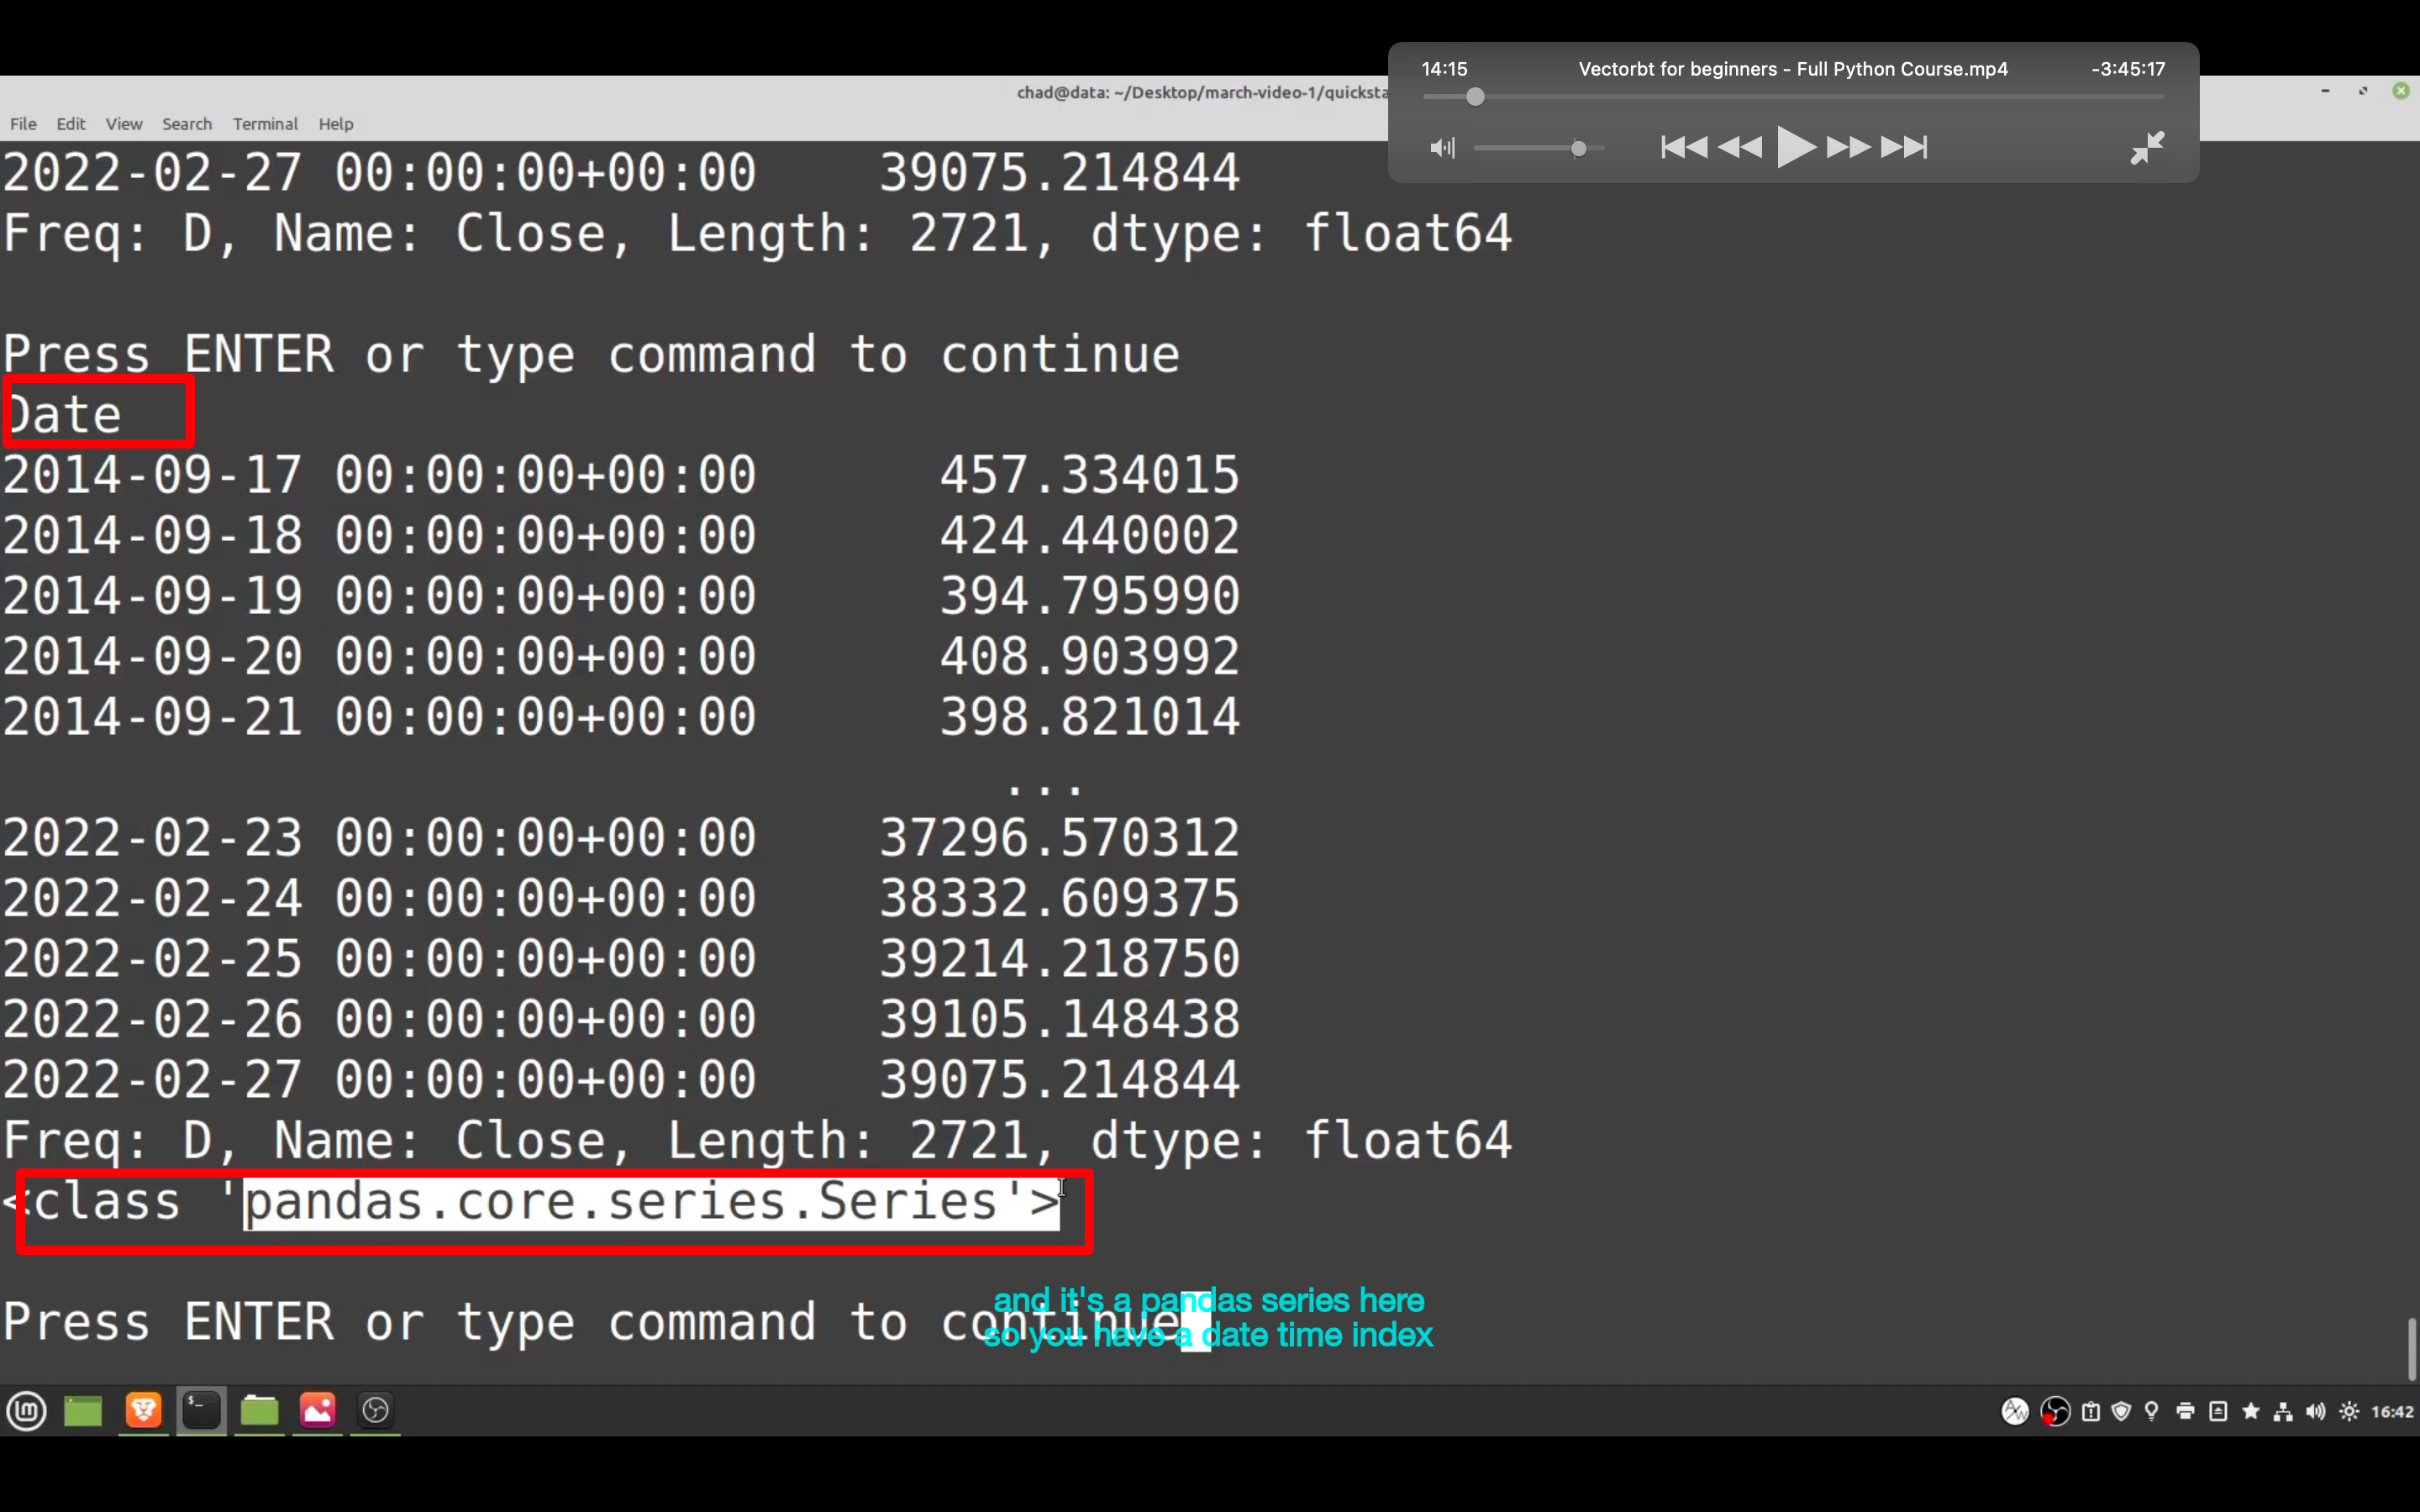 14:15 Vectorbt for beginners - Full Python Course.mp4 -3:45:17
chad@data: ~/Desktop/march-video-1/quicksta
File Edit View Search Terminal Help
2022-02-27 00:00:00+00:00 39075.214844
Freq: D, Name: Close, Length: 2721, dtype: float64
Press ENTER or type command to continue
Date
2014-09-17 00:00:00+00:00 457.334015
2014-09-18 00:00:00+00:00 424.440002
2014-09-19 00:00:00+00:00 394.795990
2014-09-20 00:00:00+00:00 408.903992
2014-09-21 00:00:00+00:00 398.821014
...
2022-02-23 00:00:00+00:00 37296.570312
2022-02-24 00:00:00+00:00 38332.609375
2022-02-25 00:00:00+00:00 39214.218750
2022-02-26 00:00:00+00:00 39105.148438
2022-02-27 00:00:00+00:00 39075.214844
Freq: D, Name: Close, Length: 2721, dtype: float64
<class 'pandas.core.series.Series'>
Press ENTER or type command to continue
and it's a pandas series here
so you have a date time index
16:42